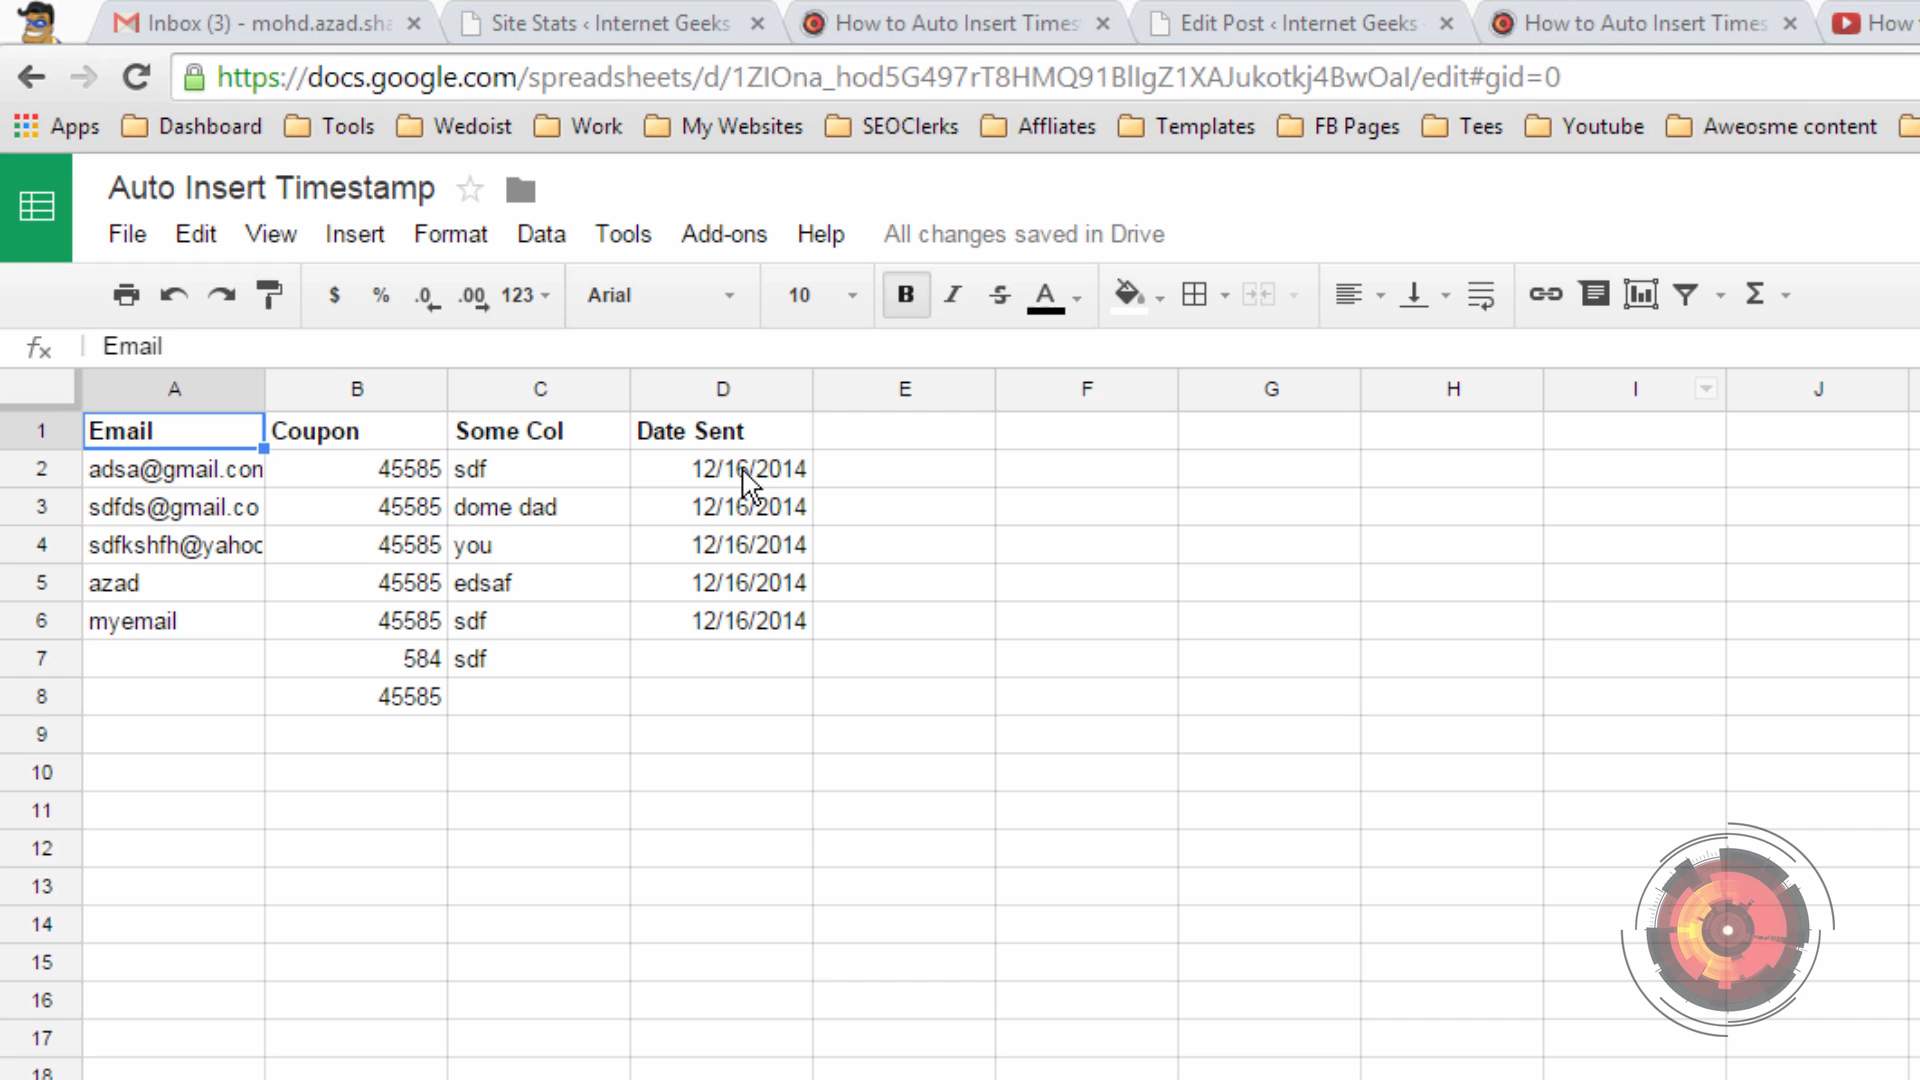 Inbox (3) - mohd.azad.sha Site Stats ‹ Internet Geeks How to Auto Insert Times Edit Post ‹ Internet Geeks How to Auto Insert Times How
https://docs.google.com/spreadsheets/d/1ZIOna_hod5G497rT8HMQ91BlIgZ1XAJukotkj4BwOaI/edit#gid=0
Apps Dashboard Tools Wedoist Work My Websites SEOClerks Affliates Templates FB Pages Tees Youtube Aweosme content
Auto Insert Timestamp
File Edit View Insert Format Data Tools Add-ons Help All changes saved in Drive
$ % .0 .00 123 Arial 10 B I S A Σ
fx Email
A B C D E F G H I J
1 Email Coupon Some Col Date Sent
2 adsa@gmail.con 45585 sdf 12/16/2014
3 sdfds@gmail.co 45585 dome dad 12/16/2014
4 sdfkshfh@yahoc 45585 you 12/16/2014
5 azad 45585 edsaf 12/16/2014
6 myemail 45585 sdf 12/16/2014
7 584 sdf
8 45585
9
10
11
12
13
14
15
16
17
18